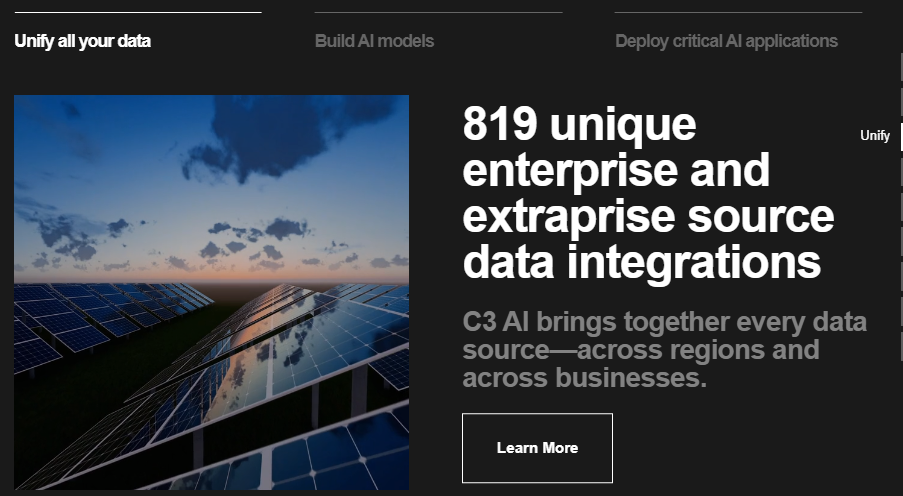 Unify all your data
Build AI models
Deploy critical AI applications
819 unique
enterprise and
extraprise source
data integrations
Unify
C3 AI brings together every data
source—across regions and
across businesses.
Learn More